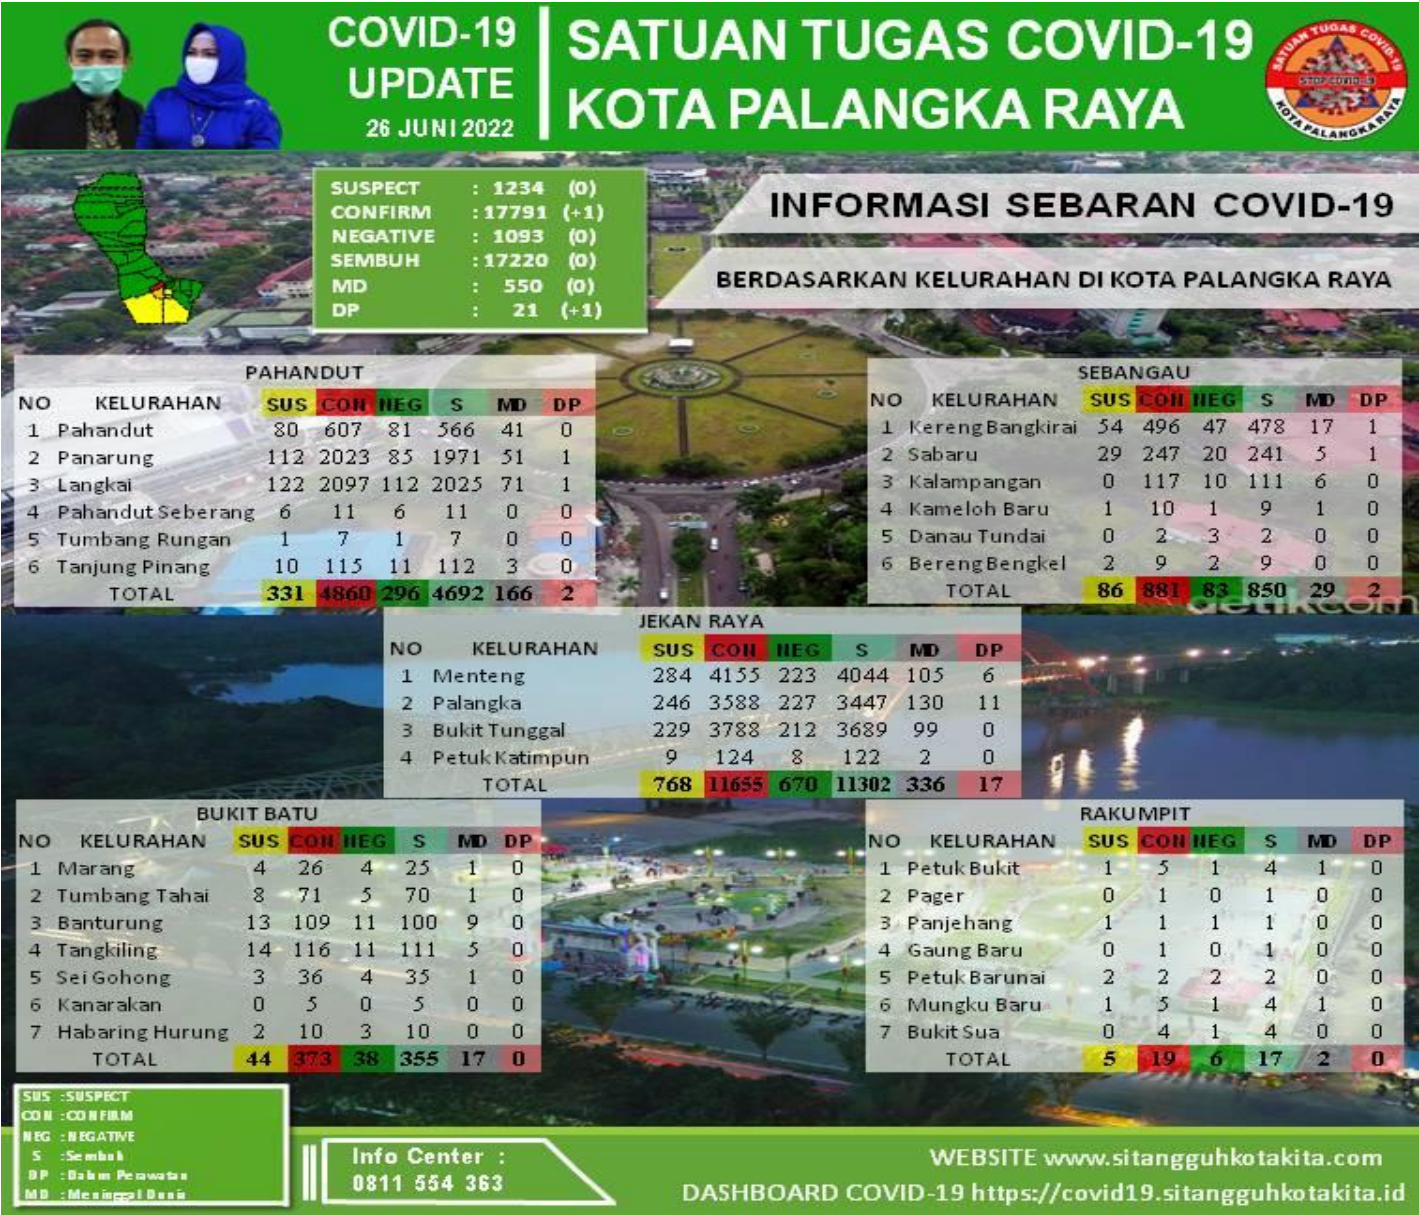 COVID-19
UPDATE
26 JUNI 2022
SATUAN TUGAS COVID-19
KOTA PALANGKA RAYA
SATUAN TUGAS COVID-19
STOP COVID-19
KOTA PALANGKA RAYA
SUSPECT : 1234 (0)
CONFIRM : 17791 (+1)
NEGATIVE : 1093 (0)
SEMBUH : 17220 (0)
MD : 550 (0)
DP : 21 (+1)
INFORMASI SEBARAN COVID-19
BERDASARKAN KELURAHAN DI KOTA PALANGKA RAYA
PAHANDUT
NO KELURAHAN SUS CON NEG S MD DP
1 Pahandut 80 607 81 566 41 0
2 Panarung 112 2023 85 1971 51 1
3 Langkai 122 2097 112 2025 71 1
4 Pahandut Seberang 6 11 6 11 0 0
5 Tumbang Rungan 1 7 1 7 0 0
6 Tanjung Pinang 10 115 11 112 3 0
TOTAL 331 4860 296 4692 166 2
SEBANGAU
NO KELURAHAN SUS CON NEG S MD DP
1 Kereng Bangkirai 54 496 47 478 17 1
2 Sabaru 29 247 20 241 5 1
3 Kalampangan 0 117 10 111 6 0
4 Kameloh Baru 1 10 1 9 1 0
5 Danau Tundai 0 2 3 2 0 0
6 Bereng Bengkel 2 9 2 9 0 0
TOTAL 86 881 83 850 29 2
detikcom
JEKAN RAYA
NO KELURAHAN SUS CON NEG S MD DP
1 Menteng 284 4155 223 4044 105 6
2 Palangka 246 3588 227 3447 130 11
3 Bukit Tunggal 229 3788 212 3689 99 0
4 Petuk Katimpun 9 124 8 122 2 0
TOTAL 768 11655 670 11302 336 17
BUKIT BATU
NO KELURAHAN SUS CON NEG S MD DP
1 Marang 4 26 4 25 1 0
2 Tumbang Tahai 8 71 5 70 1 0
3 Banturung 13 109 11 100 9 0
4 Tangkiling 14 116 11 111 5 0
5 Sei Gohong 3 36 4 35 1 0
6 Kanarakan 0 5 0 5 0 0
7 Habaring Hurung 2 10 3 10 0 0
TOTAL 44 373 38 355 17 0
RAKUMPIT
NO KELURAHAN SUS CON NEG S MD DP
1 Petuk Bukit 1 5 1 4 1 0
2 Pager 0 1 0 1 0 0
3 Panjehang 1 1 1 1 0 0
4 Gaung Baru 0 1 0 1 0 0
5 Petuk Barunai 2 2 2 2 0 0
6 Mungku Baru 1 5 1 4 1 0
7 Bukit Sua 0 4 1 4 0 0
TOTAL 5 19 6 17 2 0
SUS :SUSPECT
CON :CONFIRM
NEG :NEGATIVE
S :Sembuh
DP :Dalam Perawatan
MD :Meninggal Dunia
Info Center :
0811 554 363
WEBSITE www.sitangguhkotakita.com
DASHBOARD COVID-19 https://covid19.sitangguhkotakita.id